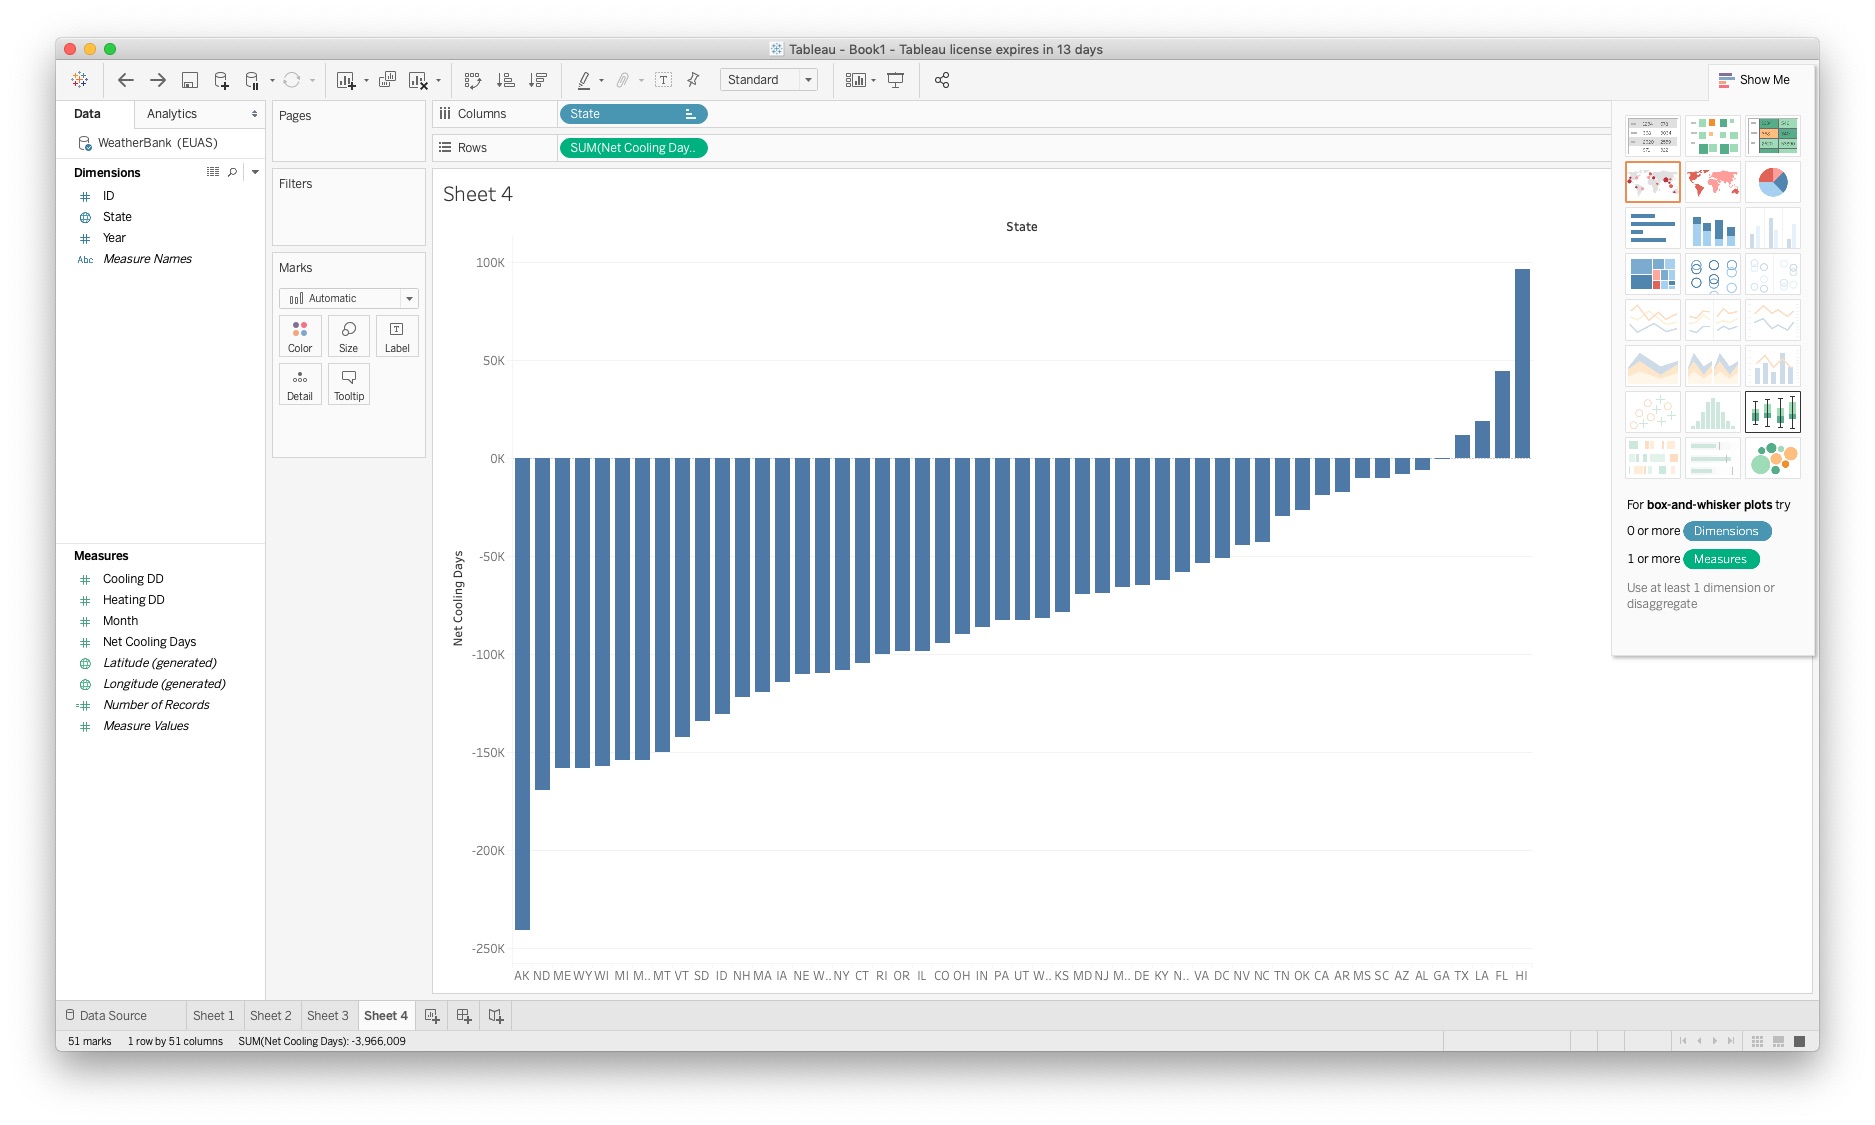 Tableau - Book1 - Tableau license expires in 13 days
Standard
Show Me
Data
Analytics
WeatherBank (EUAS)
Dimensions
ID
State
Year
Abc Measure Names
Measures
Cooling DD
Heating DD
Month
Net Cooling Days
Latitude (generated)
Longitude (generated)
Number of Records
Measure Values
Pages
Filters
Marks
Automatic
Color
Size
Label
Detail
Tooltip
Columns
State
Rows
SUM(Net Cooling Day..
Sheet 4
State
100K
50K
0K
-50K
-100K
-150K
-200K
-250K
Net Cooling Days
AK ND ME WY WI MI M.. MT VT SD ID NH MA IA NE W.. NY CT RI OR IL CO OH IN PA UT W.. KS MD NJ M.. DE KY N.. VA DC NV NC TN OK CA AR MS SC AZ AL GA TX LA FL HI
For box-and-whisker plots try
0 or more Dimensions
1 or more Measures
Use at least 1 dimension or
disaggregate
Data Source
Sheet 1
Sheet 2
Sheet 3
Sheet 4
51 marks
1 row by 51 columns
SUM(Net Cooling Days): -3,966,009